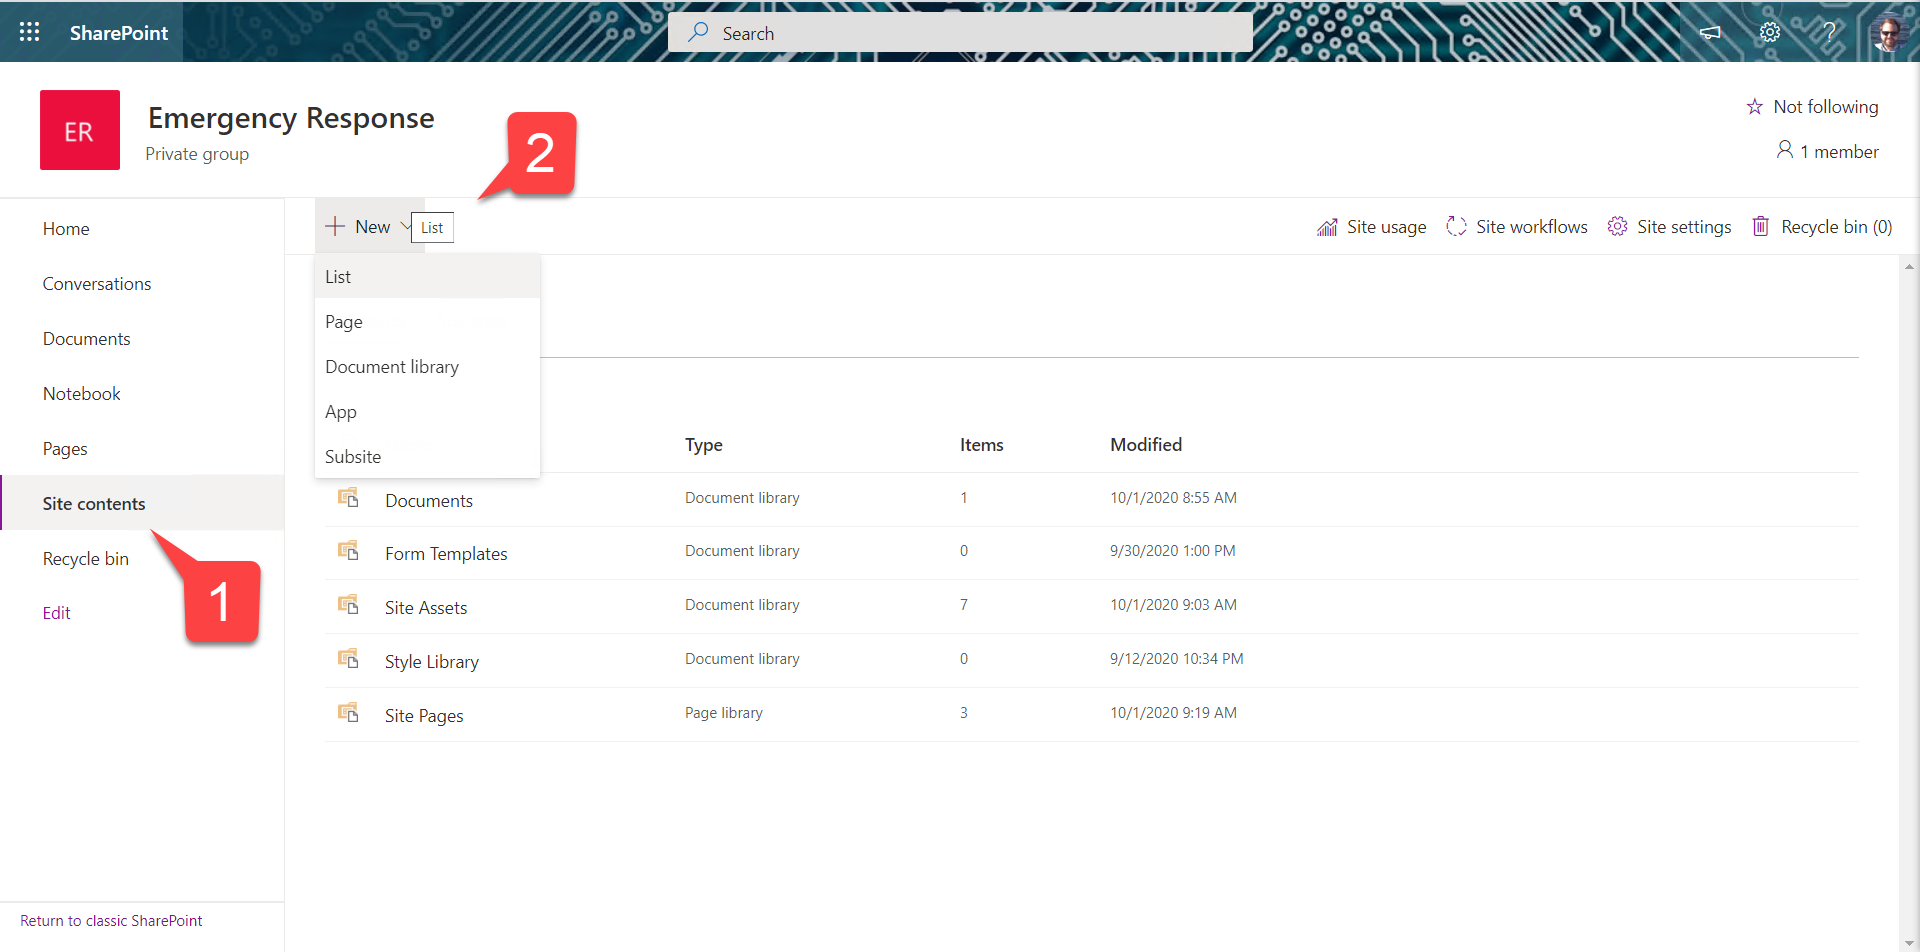 SharePoint
Search
ER
Emergency Response
Private group
Not following
1 member
2
Home
Conversations
Documents
Notebook
Pages
Site contents
Recycle bin
Edit
1
Return to classic SharePoint
New
List
Site usage
Site workflows
Site settings
Recycle bin (0)
List
Page
Document library
App
Subsite
Type Items Modified
Documents Document library 1 10/1/2020 8:55 AM
Form Templates Document library 0 9/30/2020 1:00 PM
Site Assets Document library 7 10/1/2020 9:03 AM
Style Library Document library 0 9/12/2020 10:34 PM
Site Pages Page library 3 10/1/2020 9:19 AM